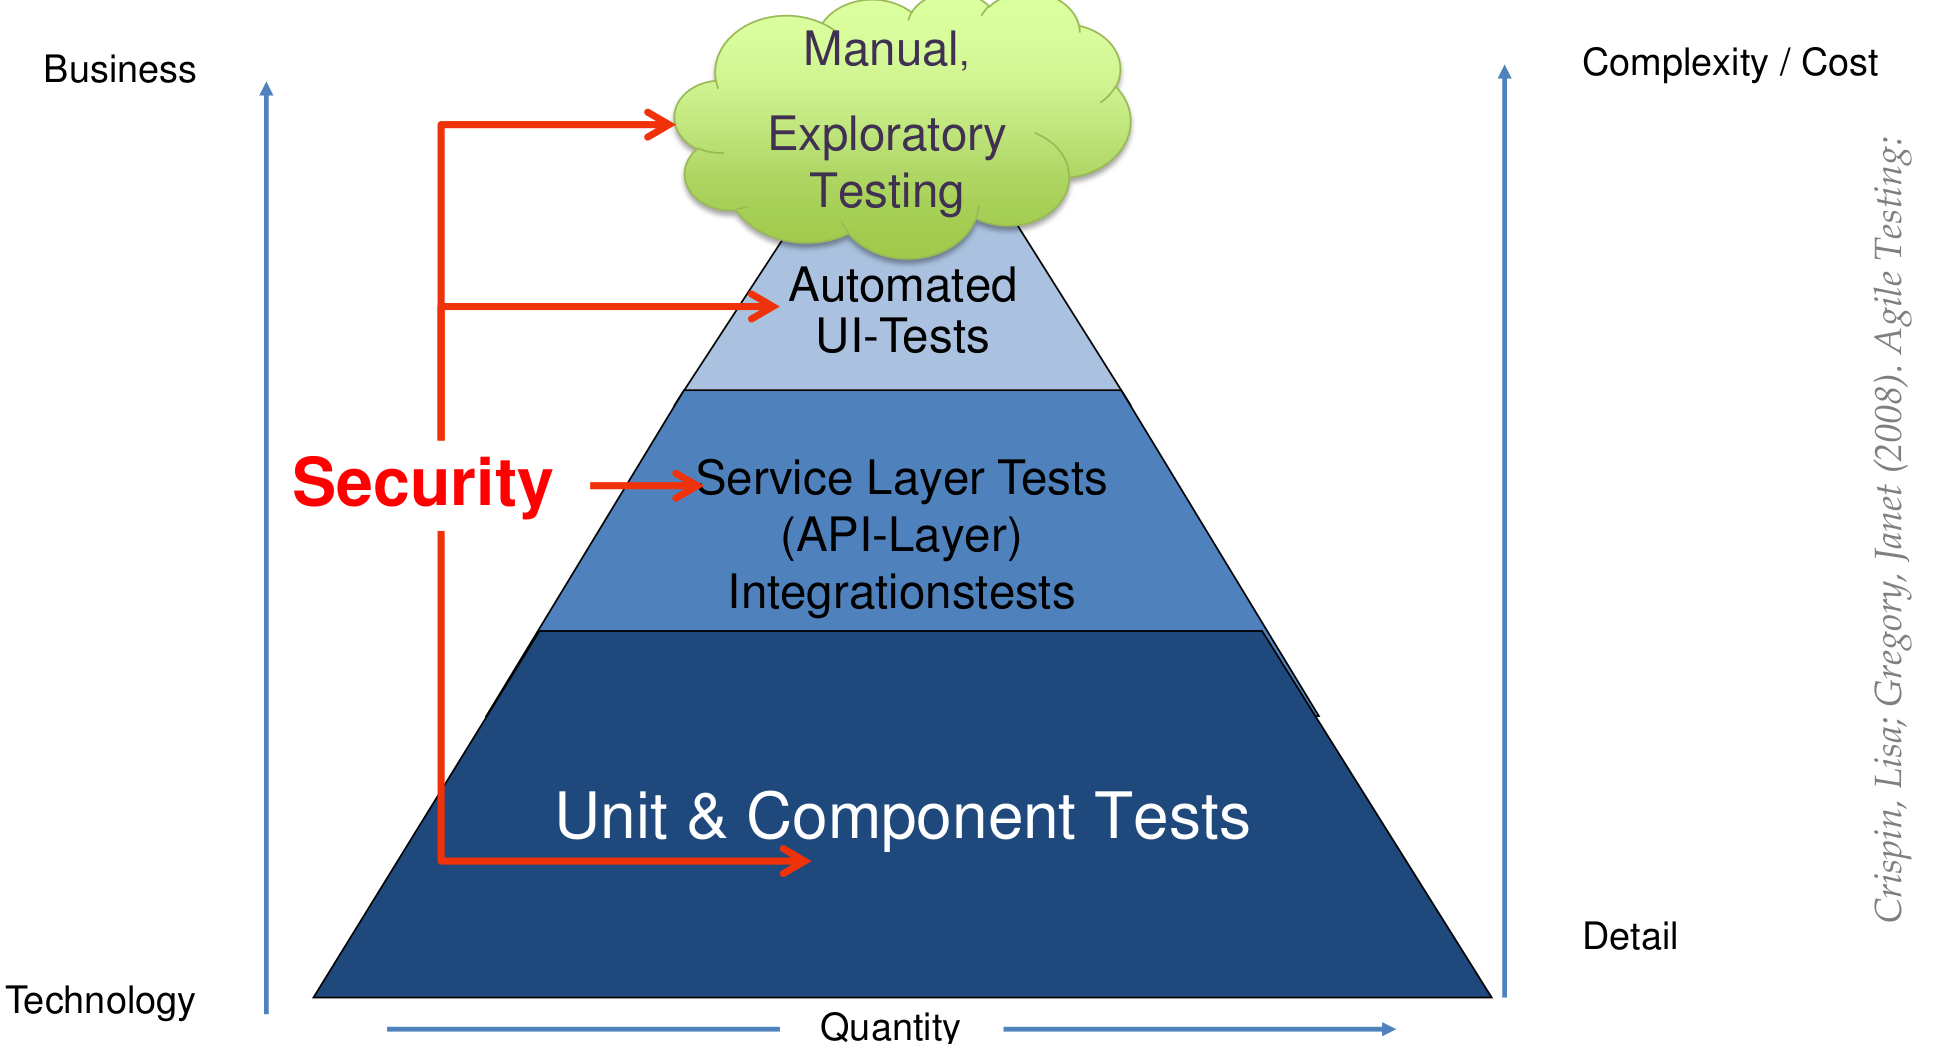 Business
Manual,
Complexity / Cost
Exploratory
Testing
Automated
UI-Tests
Security
Service Layer Tests
(API-Layer)
Integrationstests
Unit & Component Tests
Detail
Technology
Quantity
Crispin, Lisa; Gregory, Janet (2008). Agile Testing: